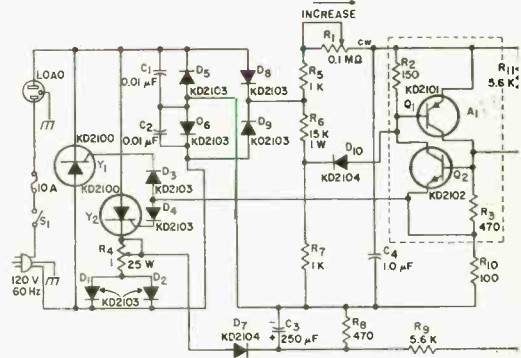 INCREASE
R1
0.1 MΩ
CW
LOAD
C1
0.01 µF
D5
KD2103
D8
KD2103
R5
1 K
R2
150
KD2101
Q1
A1
R11
5.6 K
C2
0.01 µF
D6
KD2103
D9
KD2103
R6
15 K
1 W
D10
KD2104
Q2
KD2102
KD2100
Y1
KD2100
D3
KD2103
D4
KD2103
Y2
10 A
S1
R3
470
R4
1
25 W
R7
1 K
C4
1.0 µF
R10
100
120 V
60 Hz
D1
D2
KD2103
D7
KD2104
C3
250 µF
R8
470
R9
5.6 K